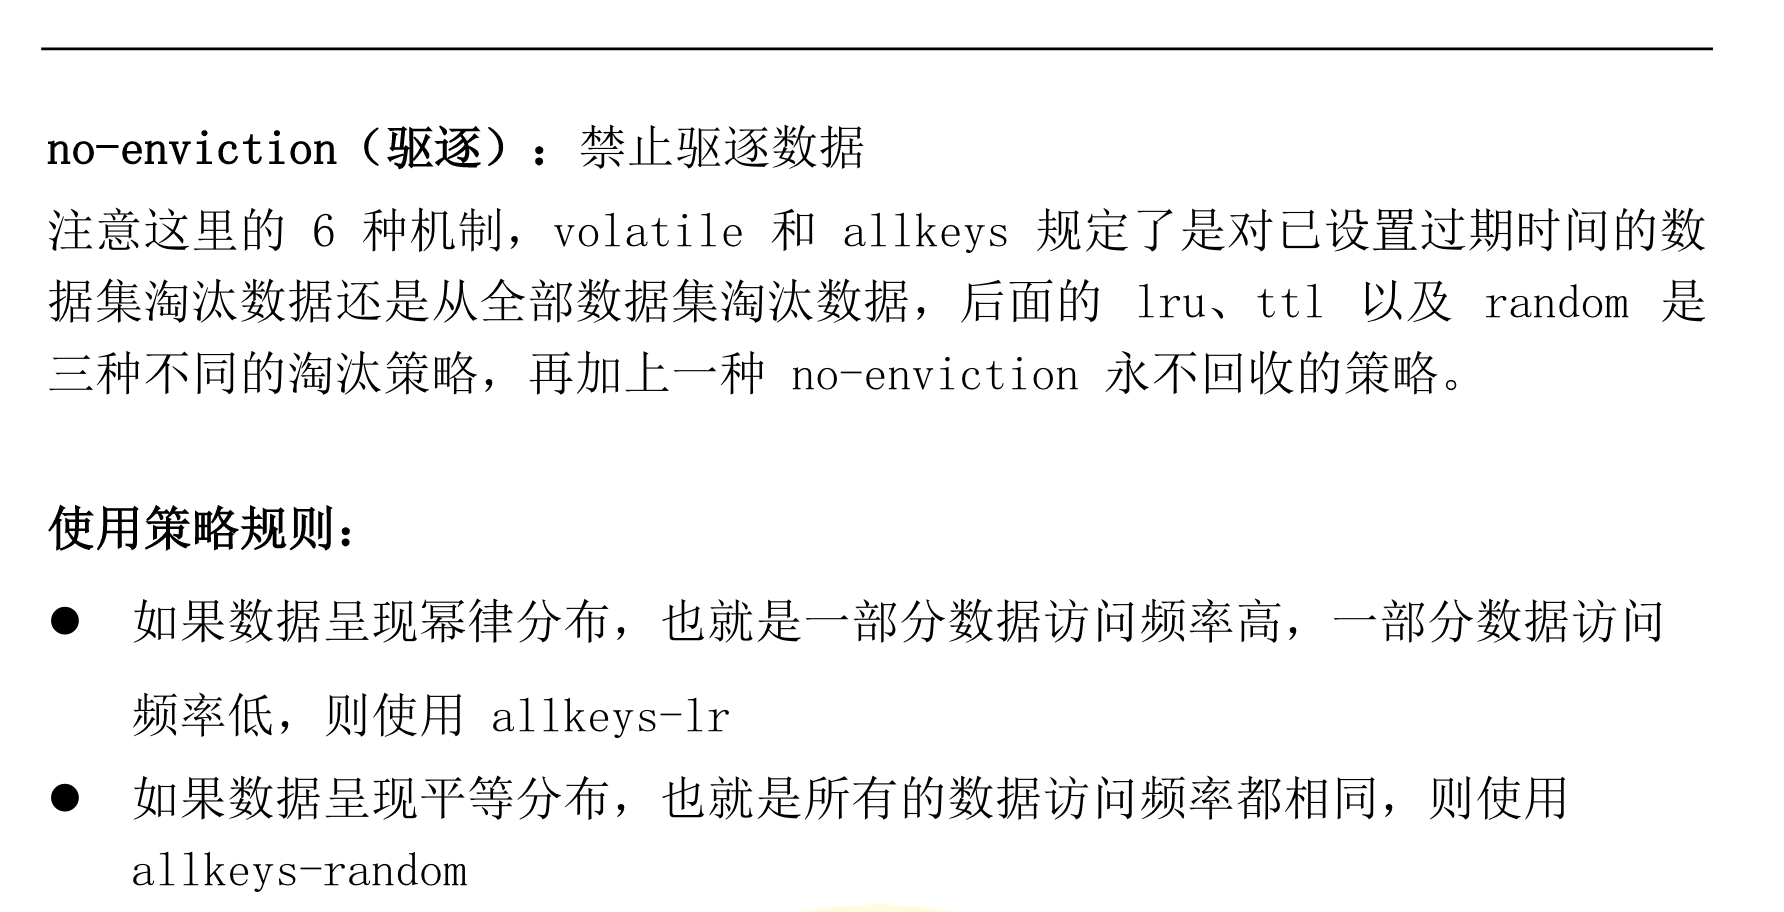 no-enviction（驱逐）：禁止驱逐数据
注意这里的 6 种机制，volatile 和 allkeys 规定了是对已设置过期时间的数
据集淘汰数据还是从全部数据集淘汰数据，后面的 lru、ttl 以及 random 是
三种不同的淘汰策略，再加上一种 no-enviction 永不回收的策略。
使用策略规则：
● 如果数据呈现幂律分布，也就是一部分数据访问频率高，一部分数据访问
频率低，则使用 allkeys-lr
● 如果数据呈现平等分布，也就是所有的数据访问频率都相同，则使用
allkeys-random